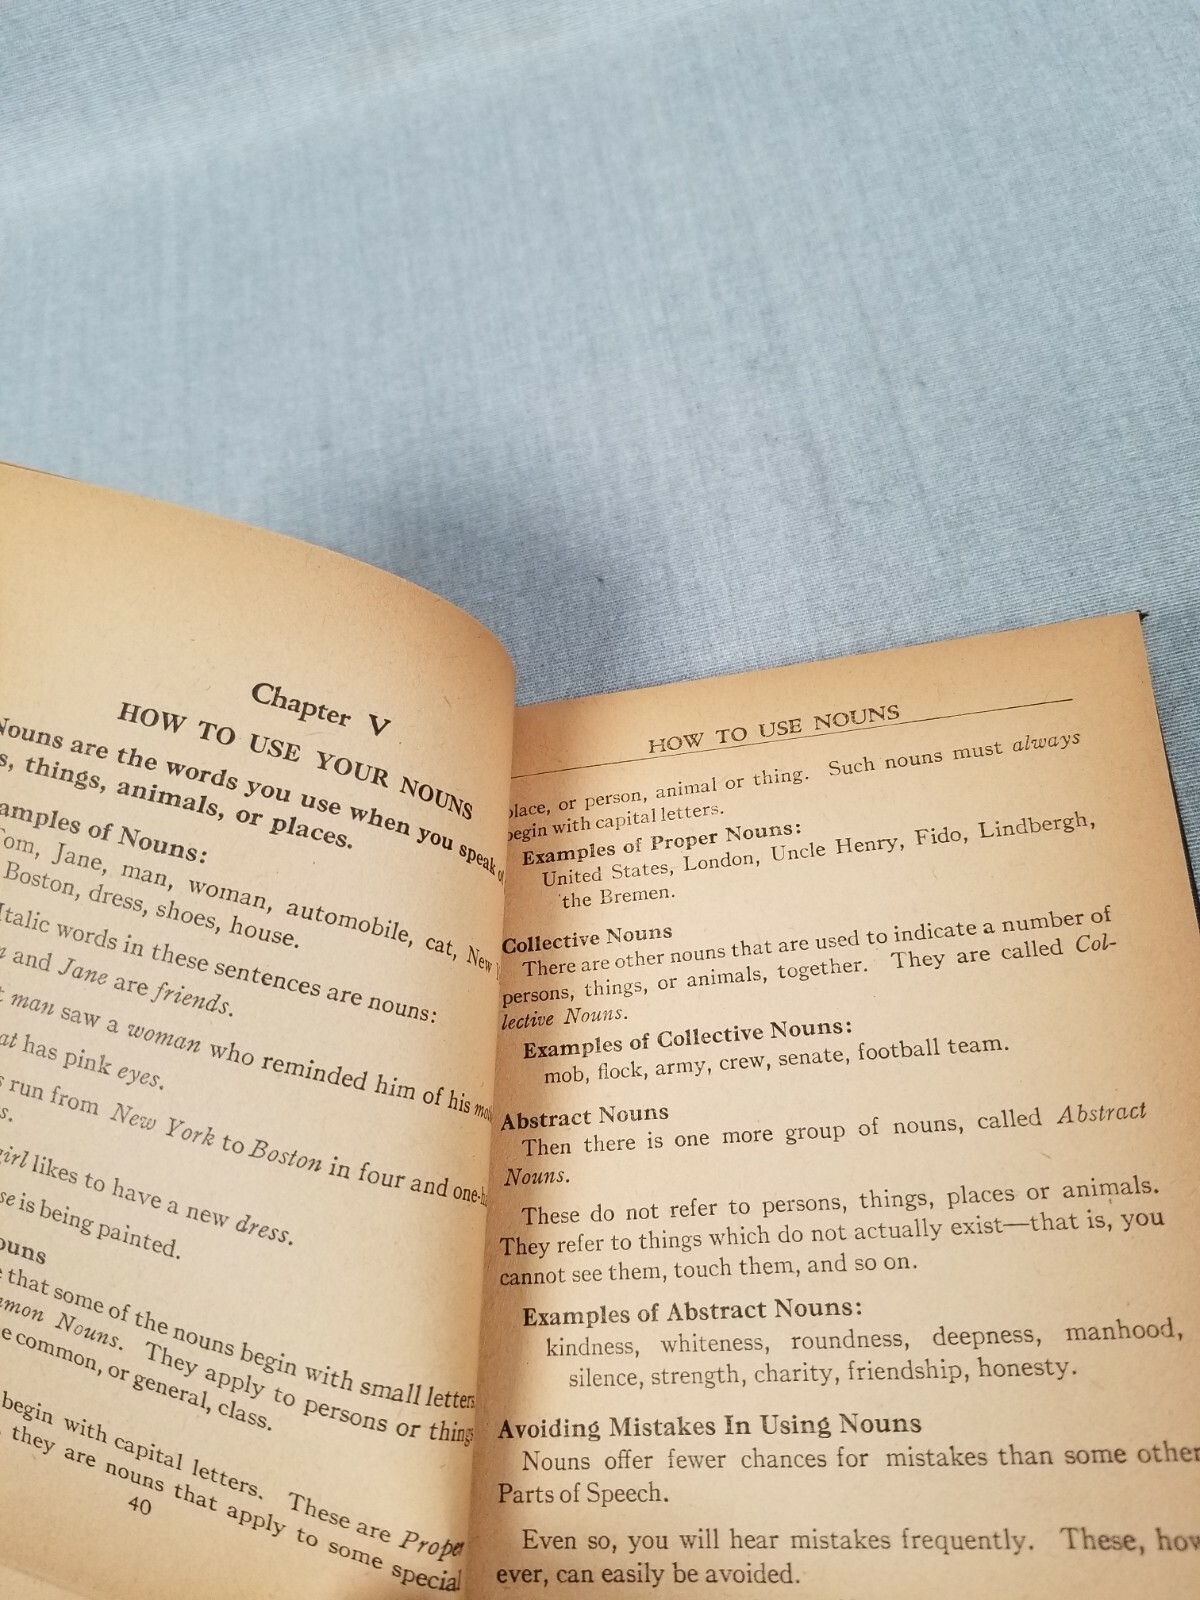 Chapter V
HOW TO USE YOUR NOUNS
Nouns are the words you use when you speak of
things, animals, or places.
amples of Nouns:
Tom, Jane, man, woman, automobile, cat, New
Boston, dress, shoes, house.
Italic words in these sentences are nouns:
and Jane are friends.
man saw a woman who reminded him of his
at has pink eyes.
run from New York to Boston in four and one-
girl likes to have a new dress.
se is being painted.
ouns
that some of the nouns begin with small letters
mmon Nouns. They apply to persons or things
e common, or general, class.
begin with capital letters. These are Proper
they are nouns that apply to some special
40
HOW TO USE NOUNS
place, or person, animal or thing. Such nouns must always
begin with capital letters.
Examples of Proper Nouns:
United States, London, Uncle Henry, Fido, Lindbergh,
the Bremen.
Collective Nouns
There are other nouns that are used to indicate a number of
persons, things, or animals, together. They are called Col-
lective Nouns.
Examples of Collective Nouns:
mob, flock, army, crew, senate, football team.
Abstract Nouns
Then there is one more group of nouns, called Abstract
Nouns.
These do not refer to persons, things, places or animals.
They refer to things which do not actually exist—that is, you
cannot see them, touch them, and so on.
Examples of Abstract Nouns:
kindness, whiteness, roundness, deepness, manhood,
silence, strength, charity, friendship, honesty.
Avoiding Mistakes In Using Nouns
Nouns offer fewer chances for mistakes than some other
Parts of Speech.
Even so, you will hear mistakes frequently. These, how
ever, can easily be avoided.